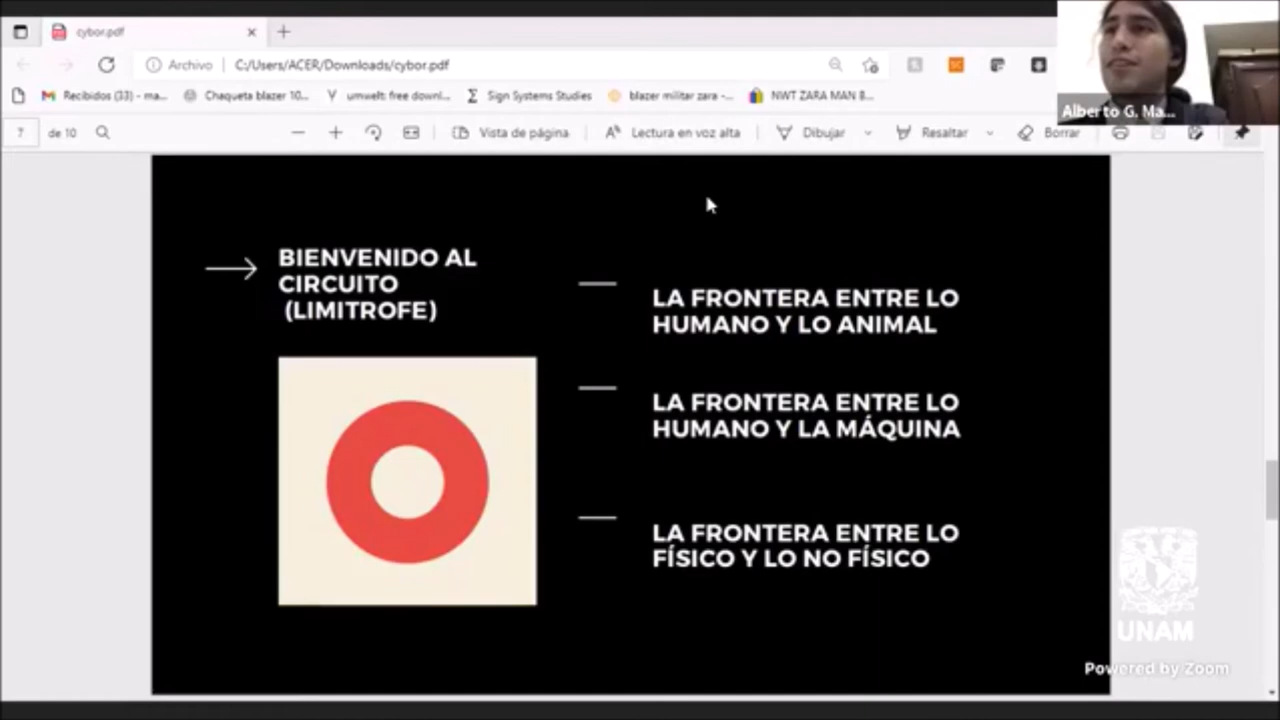 cybor.pdf
Archivo C:/Users/ACER/Downloads/cybor.pdf
Recibidos (33) - ma... Chaqueta blazer 10... umwelt: free downl... Sign Systems Studies blazer militar zara -... NWT ZARA MAN B...
7 de 10 Vista de página Lectura en voz alta Dibujar Resaltar Borrar
Alberto G. Ma...
BIENVENIDO AL
CIRCUITO
(LIMITROFE)
LA FRONTERA ENTRE LO
HUMANO Y LO ANIMAL
LA FRONTERA ENTRE LO
HUMANO Y LA MÁQUINA
LA FRONTERA ENTRE LO
FÍSICO Y LO NO FÍSICO
UNAM
Powered by Zoom